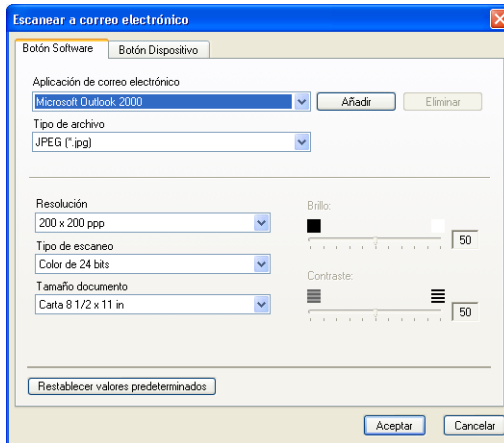 Escanear a correo electrónico
Botón Software
Botón Dispositivo
Aplicación de correo electrónico
Microsoft Outlook 2000
Añadir
Eliminar
Tipo de archivo
JPEG (*.jpg)
Resolución
200 x 200 ppp
Tipo de escaneo
Color de 24 bits
Tamaño documento
Carta 8 1/2 x 11 in
Brillo:
50
Contraste:
50
Restablecer valores predeterminados
Aceptar
Cancelar